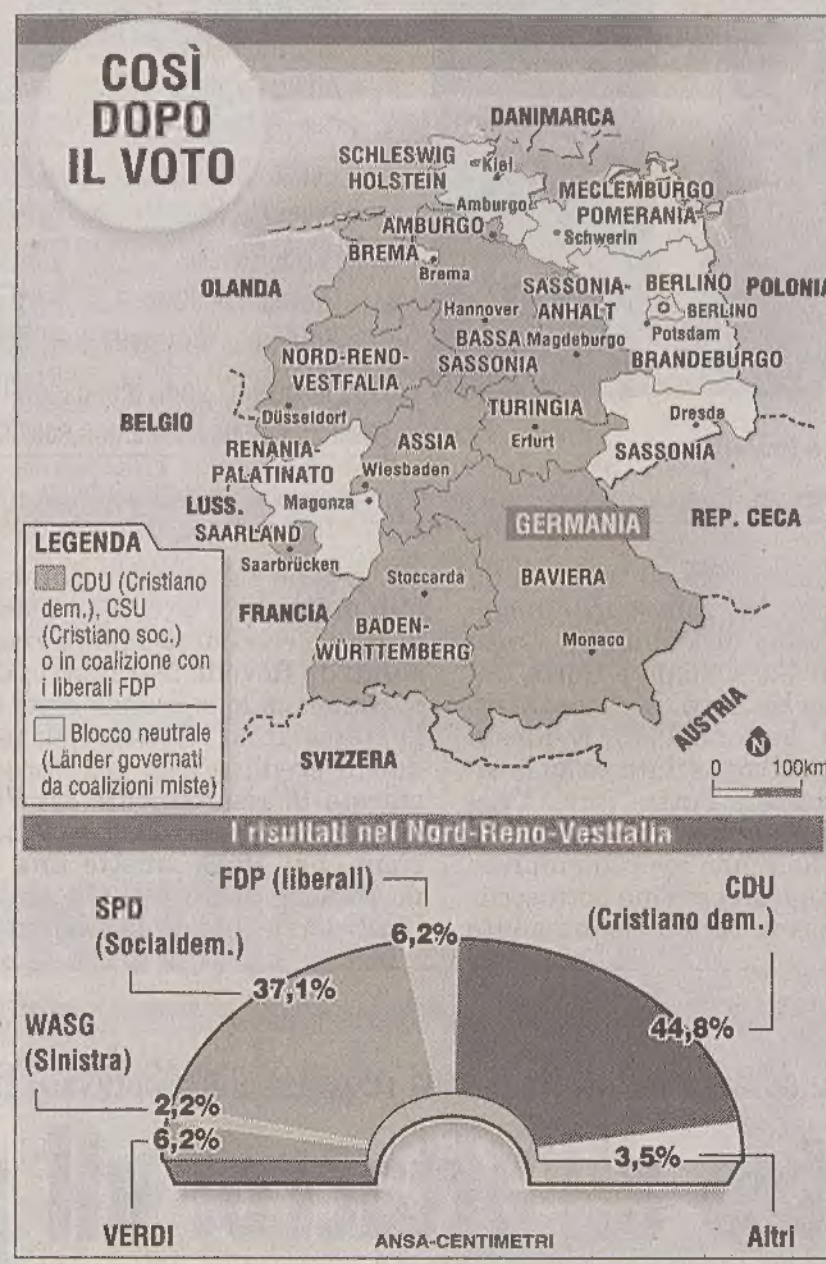 COSÌ
DOPO
IL VOTO
DANIMARCA
SCHLESWIG
HOLSTEIN
Kiel
MECLEMBURGO
POMERANIA
Amburgo
AMBURGO
Schwerin
BREMA
Brema
OLANDA
SASSONIA-
ANHALT
BERLINO
POLONIA
BERLINO
Hannover
Potsdam
BASSA
SASSONIA
Magdeburgo
BRANDEBURGO
NORD-RENO-
VESTFALIA
Düsseldorf
BELGIO
TURINGIA
Erfurt
Dresda
SASSONIA
ASSIA
RENANIA-
PALATINATO
Wiesbaden
LUSS.
Magonza
GERMANIA
REP. CECA
SAARLAND
Saarbrücken
Stoccarda
BAVIERA
FRANCIA
BADEN-
WÜRTTEMBERG
Monaco
AUSTRIA
SVIZZERA
N
0 100km
LEGENDA
CDU (Cristiano
dem.), CSU
(Cristiano soc.)
o in coalizione con
i liberali FDP
Blocco neutrale
(Länder governati
da coalizioni miste)
I risultati nel Nord-Reno-Vestfalia
FDP (liberali)
6,2%
CDU
(Cristiano dem.)
44,8%
SPD
(Socialdem.)
37,1%
WASG
(Sinistra)
2,2%
6,2%
VERDI
3,5%
Altri
ANSA-CENTIMETRI